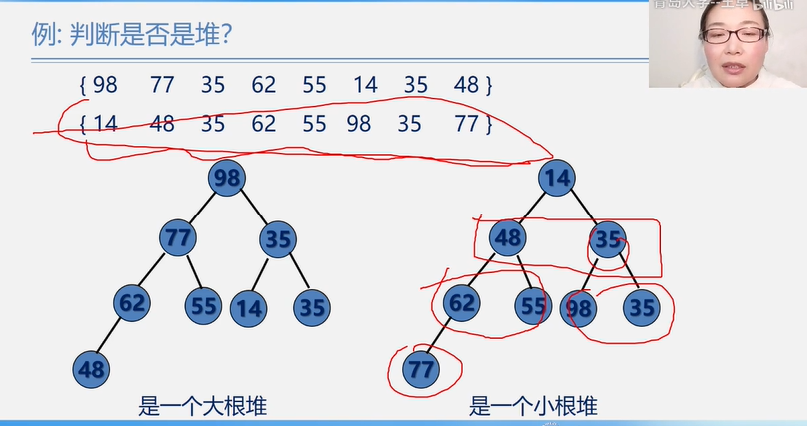 例: 判断是否是堆?
{ 98 77 35 62 55 14 35 48 }
{ 14 48 35 62 55 98 35 77 }
98
77 35
62 55 14 35
48
是一个大根堆
14
48 35
62 55 98 35
77
是一个小根堆
bilibili